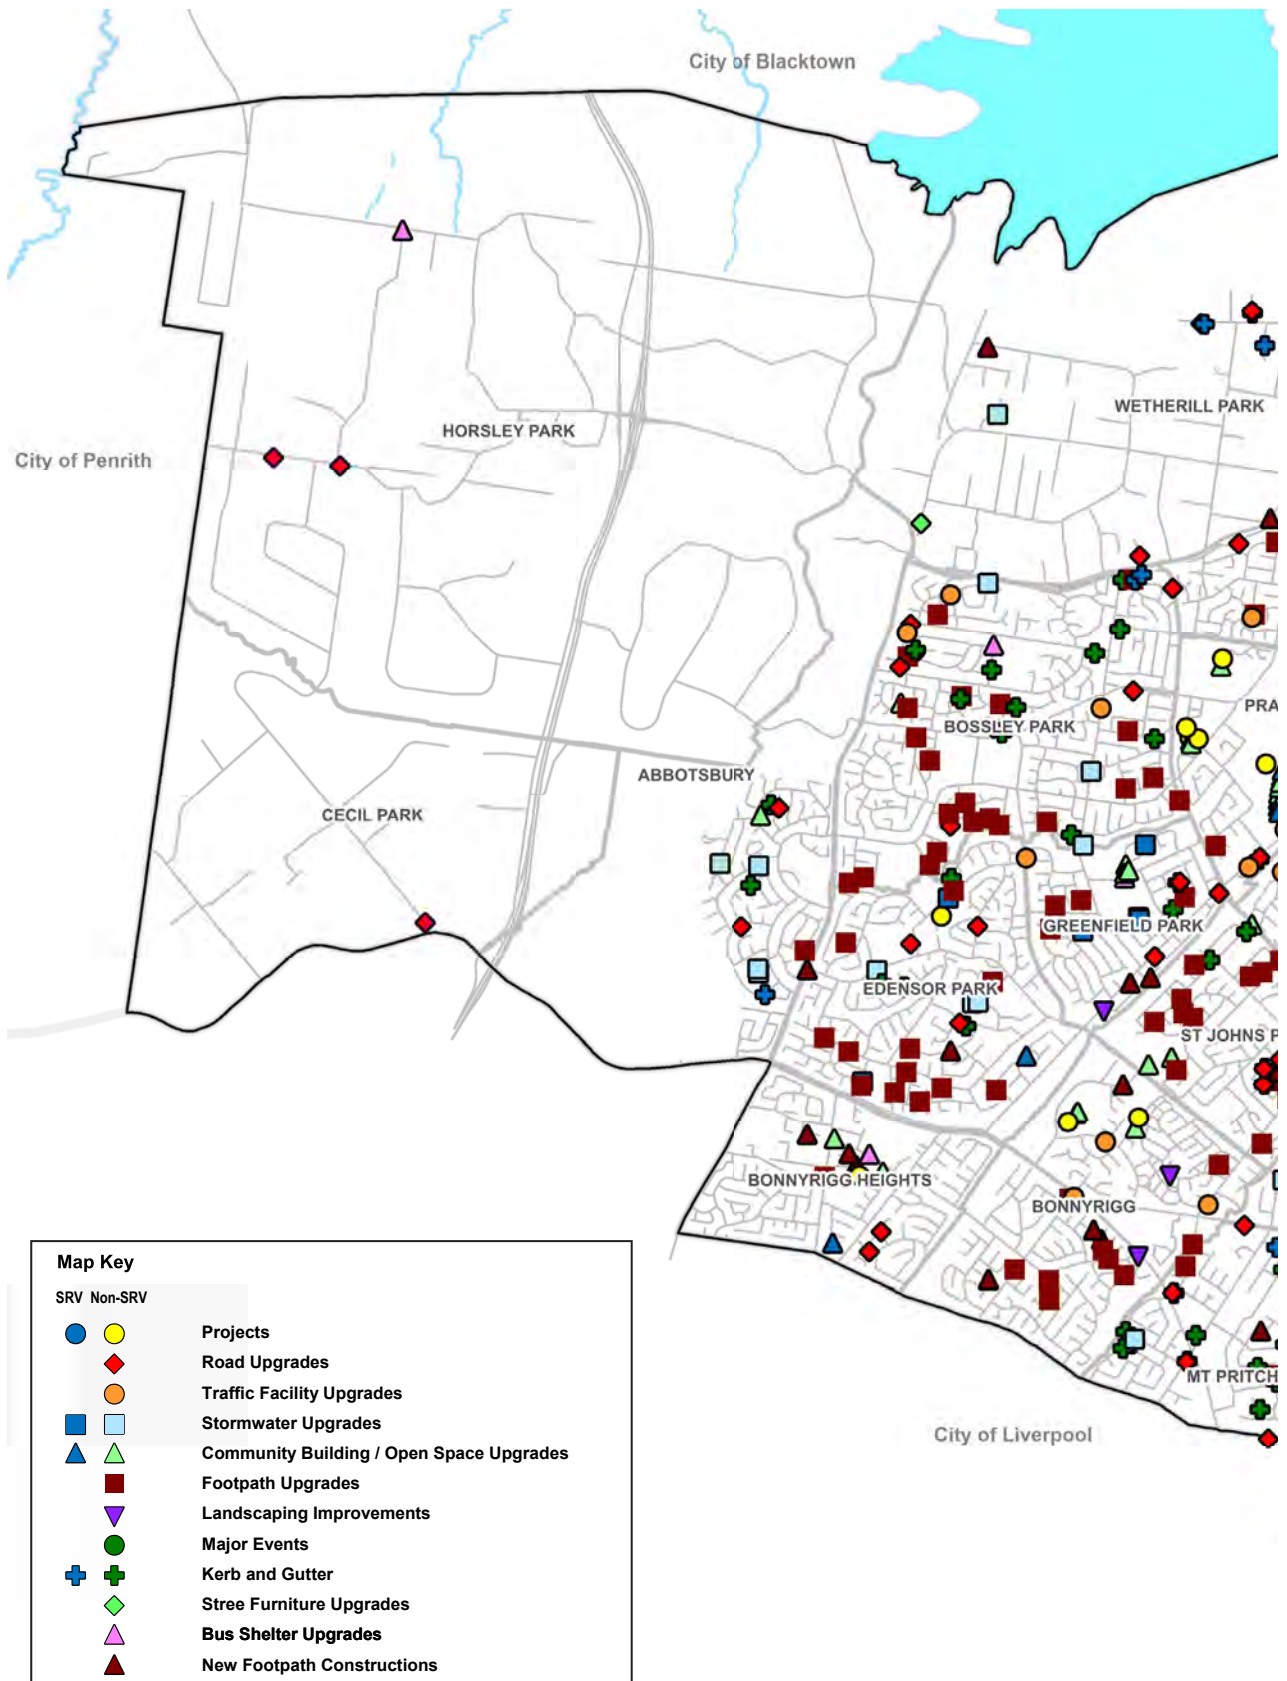 City of Blacktown
WETHERILL PARK
HORSLEY PARK
City of Penrith
PRA
BOSSLEY PARK
ABBOTSBURY
CECIL PARK
GREENFIELD PARK
EDENSOR PARK
ST JOHNS P
BONNYRIGG HEIGHTS
BONNYRIGG
MT PRITCH
City of Liverpool
Map Key
SRV Non-SRV
Projects
Road Upgrades
Traffic Facility Upgrades
Stormwater Upgrades
Community Building / Open Space Upgrades
Footpath Upgrades
Landscaping Improvements
Major Events
Kerb and Gutter
Stree Furniture Upgrades
Bus Shelter Upgrades
New Footpath Constructions